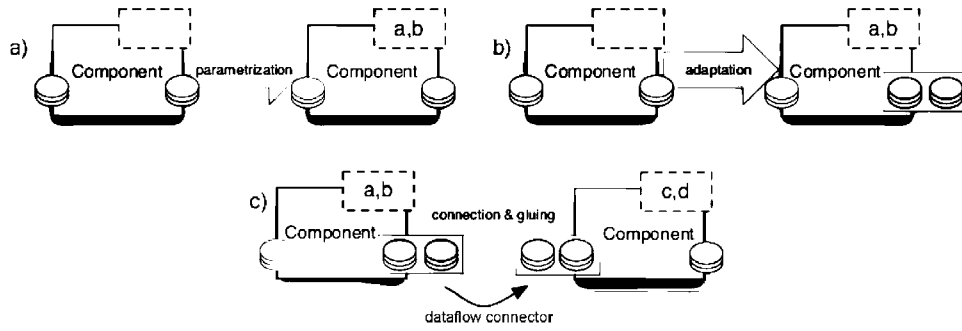 a)
Component
parametrization
a,b
Component
b)
Component
adaptation
a,b
Component
c)
a,b
Component
connection & gluing
c,d
Component
dataflow connector